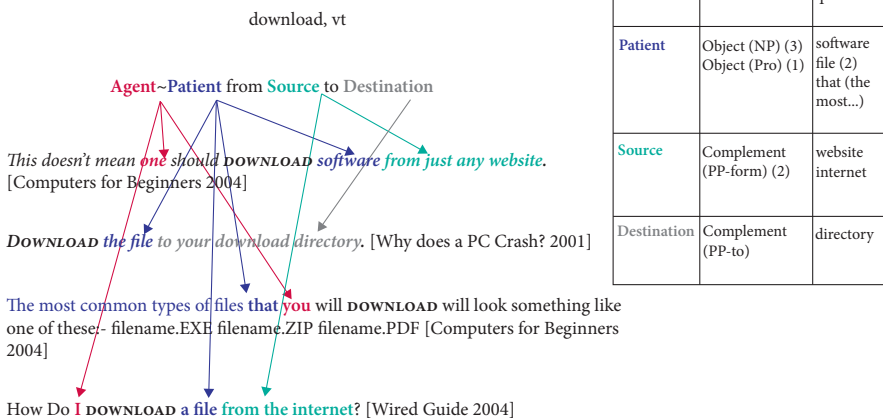 download, vt
Agent~Patient from Source to Destination
This doesn't mean one should DOWNLOAD software from just any website.
[Computers for Beginners 2004]
DOWNLOAD the file to your download directory. [Why does a PC Crash? 2001]
The most common types of files that you will DOWNLOAD will look something like
one of these:- filename.EXE filename.ZIP filename.PDF [Computers for Beginners
2004]
How Do I DOWNLOAD a file from the internet? [Wired Guide 2004]
Patient Object (NP) (3) software
Object (Pro) (1) file (2)
that (the
most...)
Source Complement website
(PP-form) (2) internet
Destination Complement directory
(PP-to)